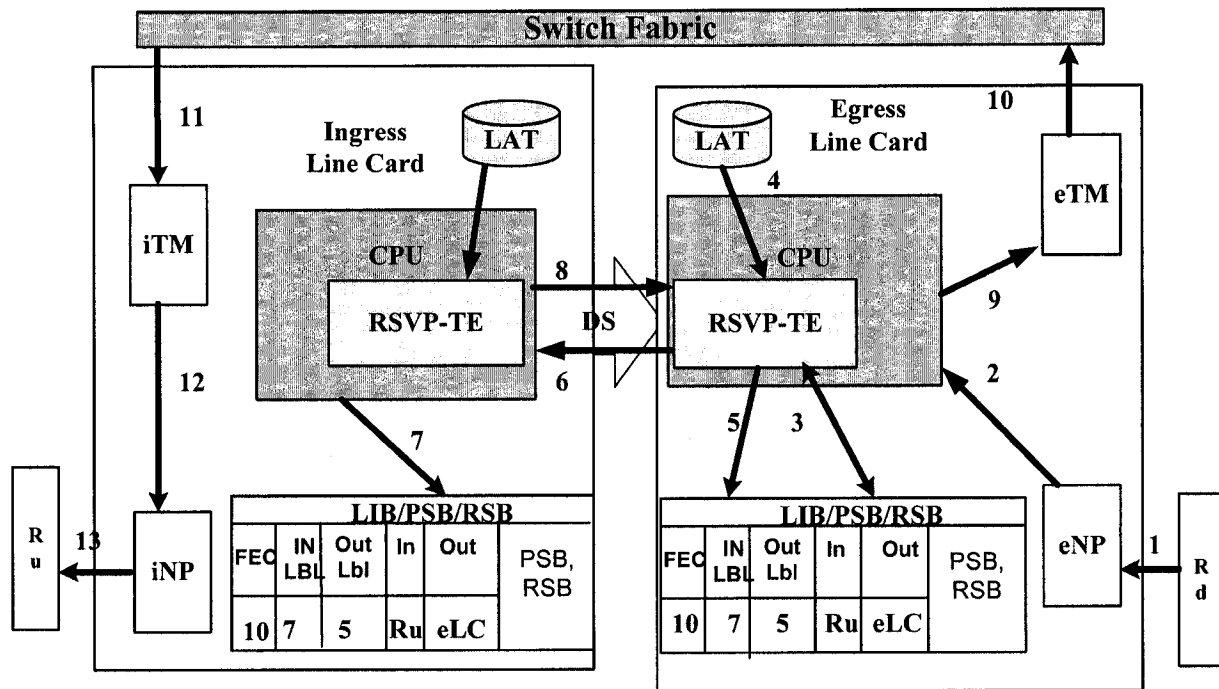 Switch Fabric
11
Ingress
Line Card
LAT
iTM
CPU
RSVP-TE
12
7
8
DS
6
LAT
Egress
Line Card
10
4
eTM
CPU
RSVP-TE
9
2
5
3
R
u
13
iNP
LIB/PSB/RSB
FEC
IN
LBL
Out
Lbl
In
Out
PSB,
RSB
10
7
5
Ru
eLC
LIB/PSB/RSB
FEC
IN
LBL
Out
Lbl
In
Out
PSB,
RSB
10
7
5
Ru
eLC
eNP
1
R
d